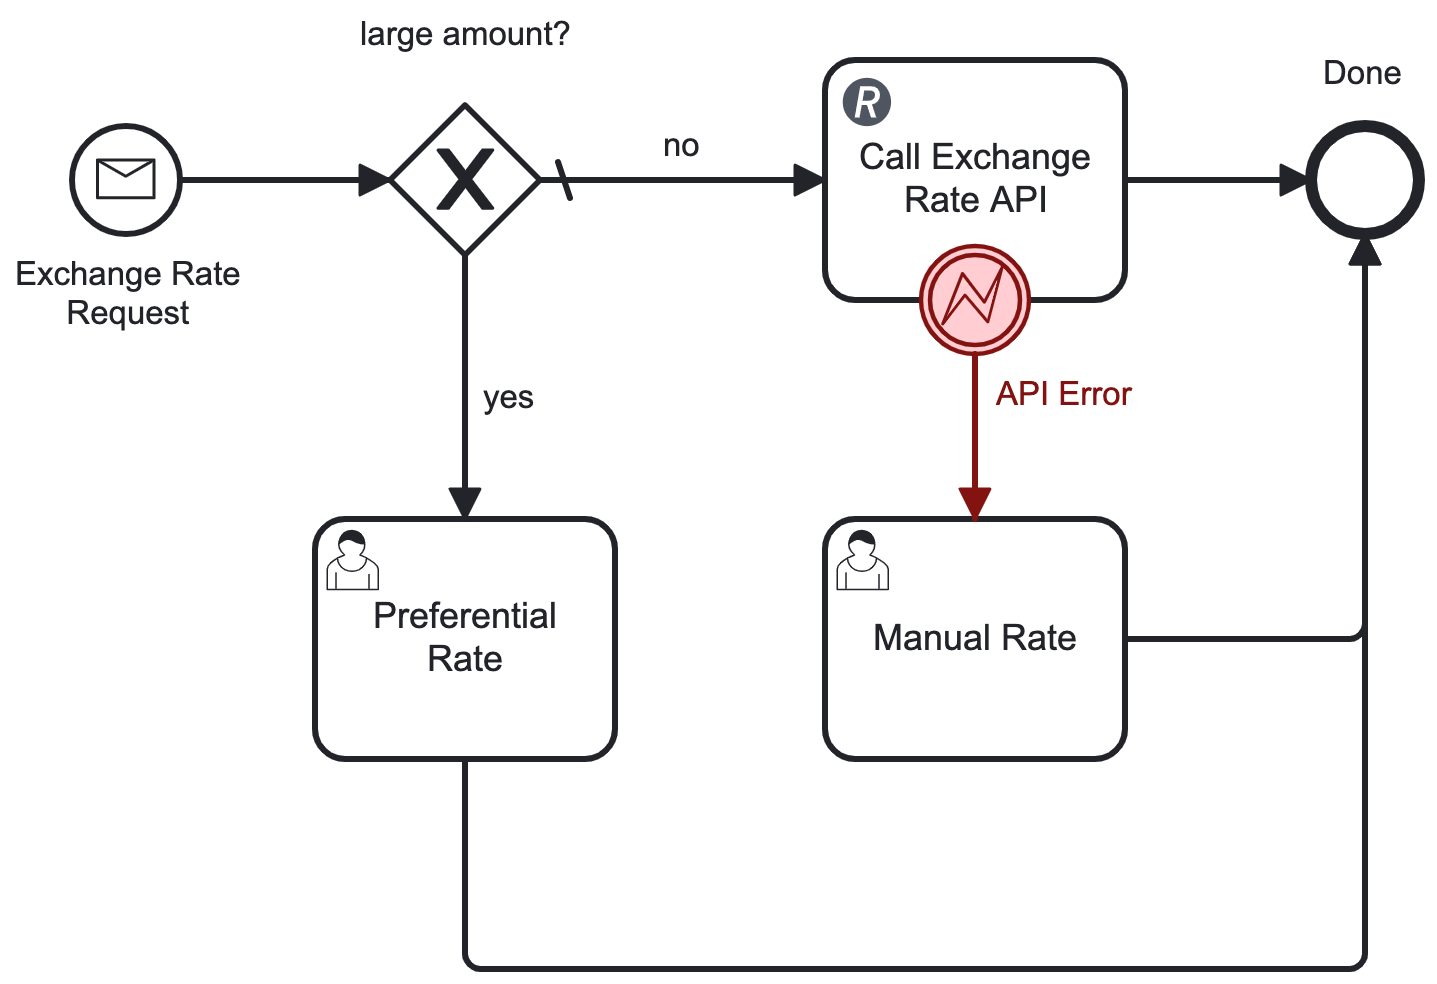 large amount?
Done
R
Call Exchange
Rate API
no
X
Exchange Rate
Request
yes
API Error
Preferential
Rate
Manual Rate